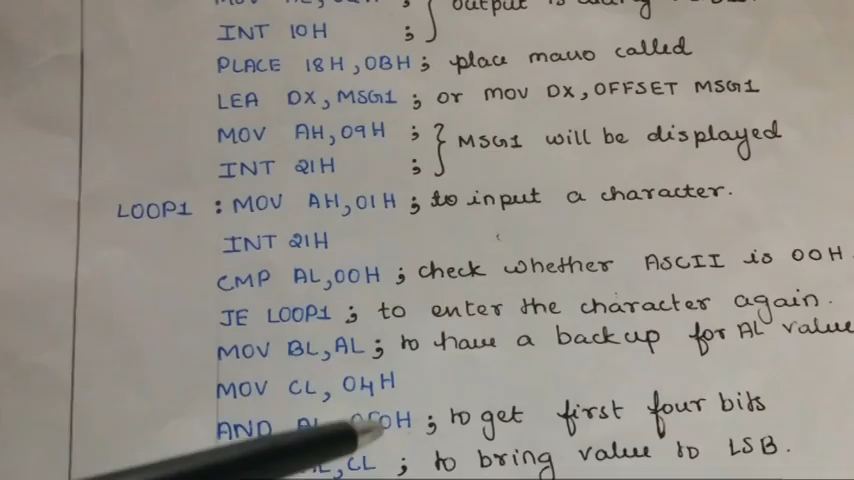 output is
INT 10H ;
PLACE 18H,0BH ; place mauo called
LEA DX,MSG1 ; or mov DX,OFFSET MSG1
MOV AH,09H ; } MSG1 will be displayed
INT 21H ;
LOOP1 : MOV AH,01H ; to input a character.
INT 21H
CMP AL,00H ; check whether ASCII is 00H
JE LOOP1 ; to enter the character again.
MOV BL,AL ; to have a backup for AL value
MOV CL,04H
AND ; to get first four bits
,CL ; to bring value to LSB.